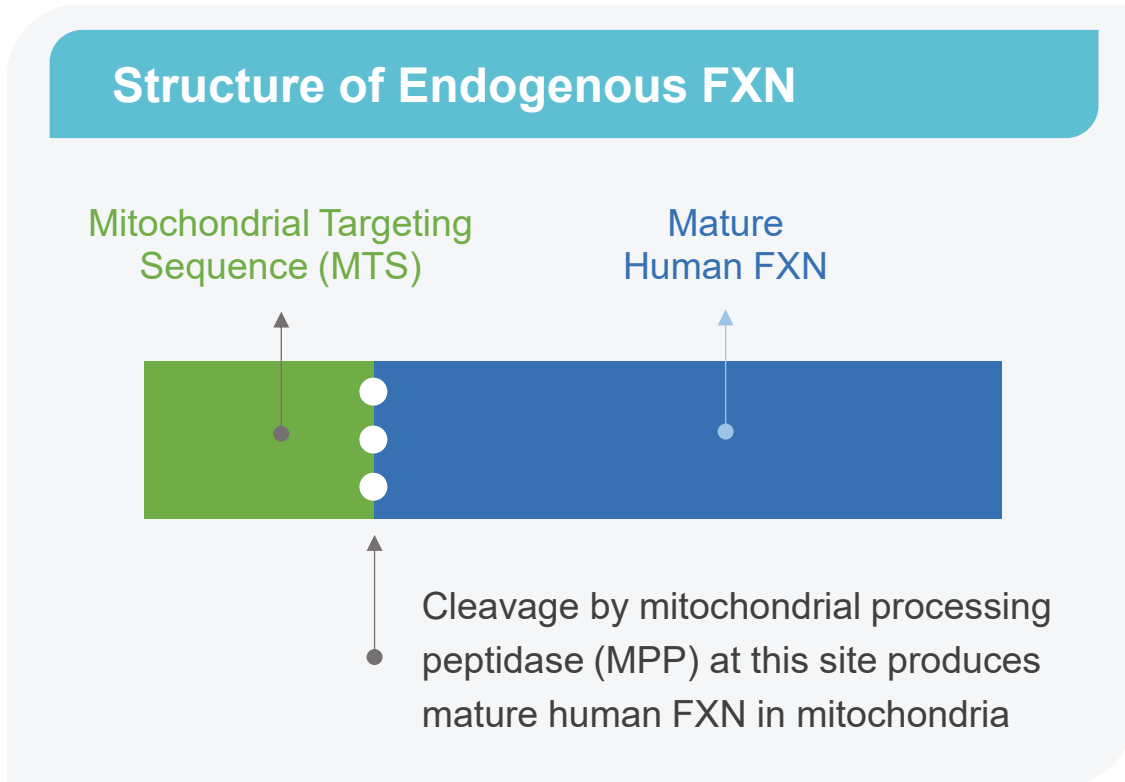 Structure of Endogenous FXN
Mitochondrial Targeting
Sequence (MTS)
Mature
Human FXN
Cleavage by mitochondrial processing
peptidase (MPP) at this site produces
mature human FXN in mitochondria